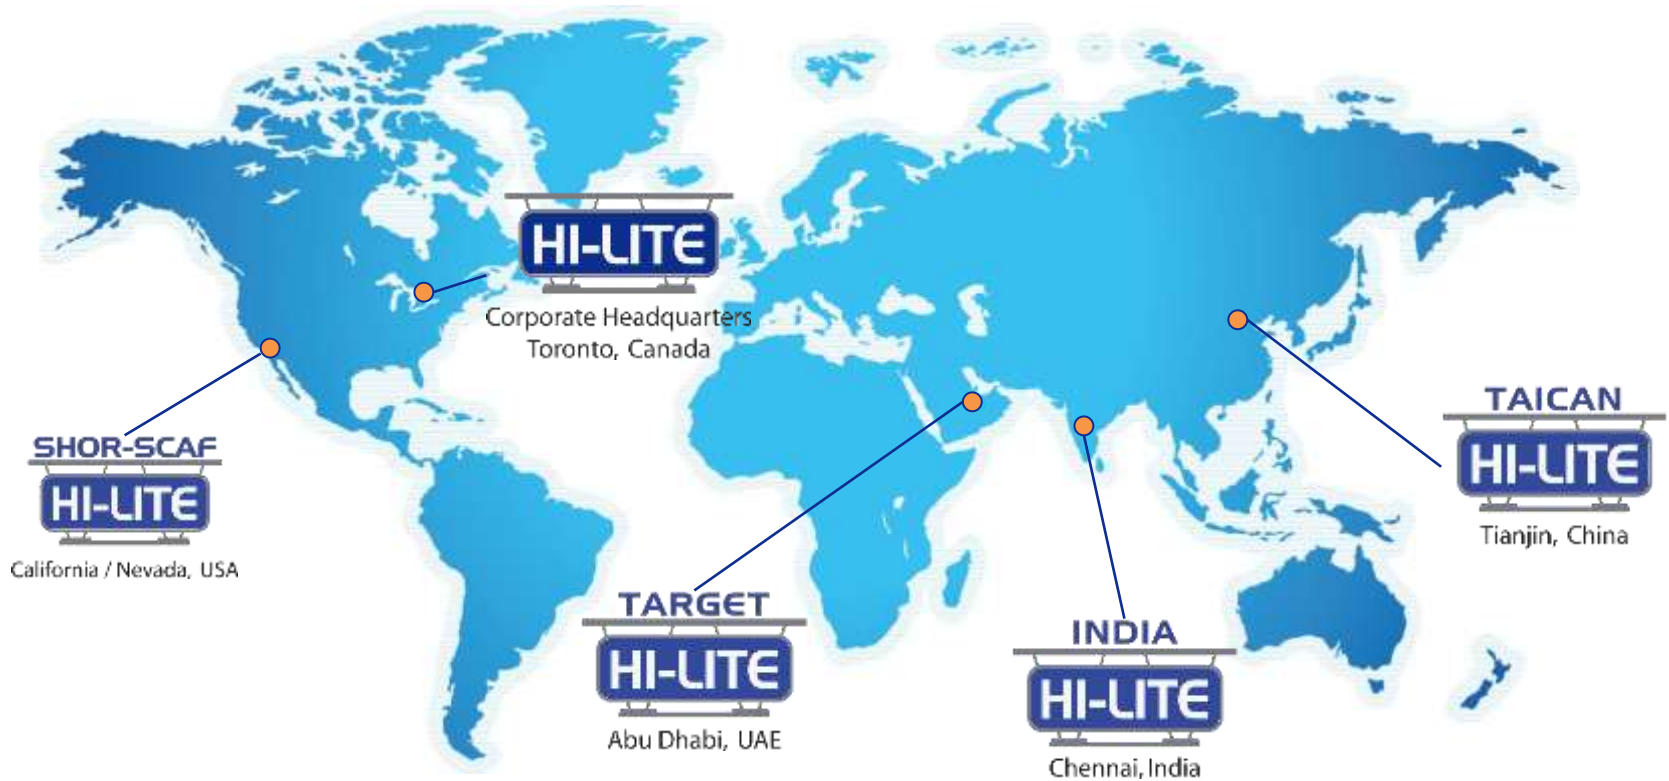 HI-LITE
Corporate Headquarters
Toronto, Canada
SHOR-SCAF
HI-LITE
California / Nevada, USA
TARGET
HI-LITE
Abu Dhabi, UAE
INDIA
HI-LITE
Chennai, India
TAICAN
HI-LITE
Tianjin, China